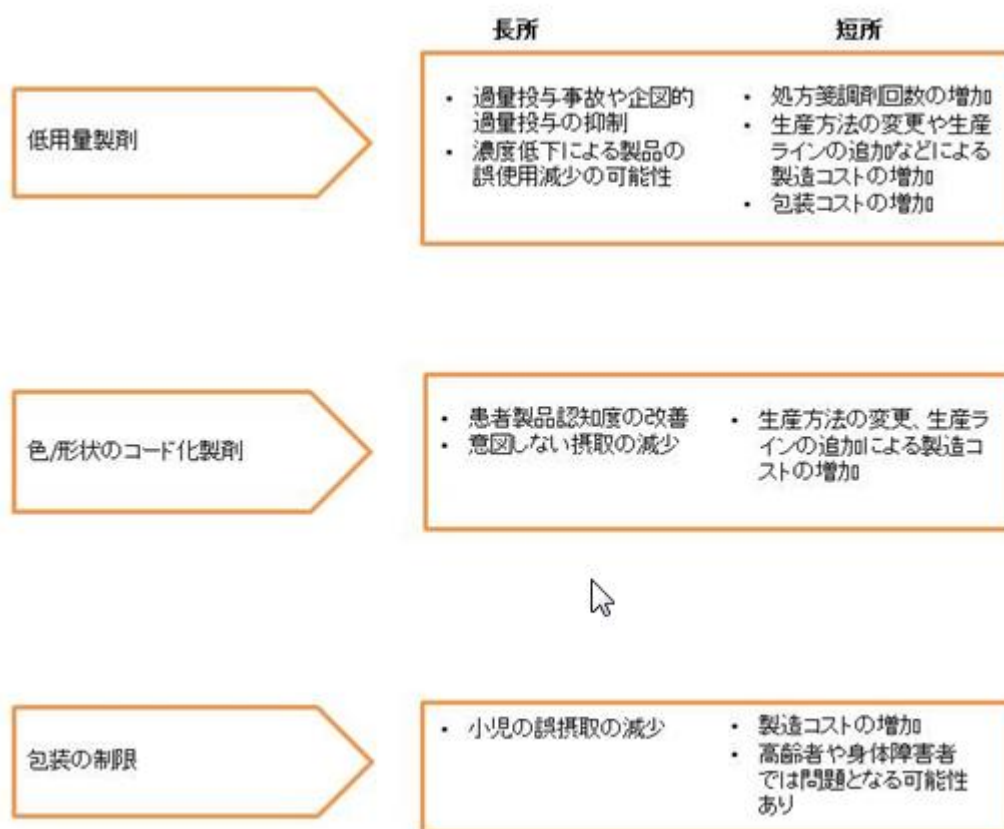 長所
短所
低用量製剤
・ 過量投与事故や企図的
過量投与の抑制
・ 濃度低下による製品の
誤使用減少の可能性
・ 処方箋調剤回数の増加
・ 生産方法の変更や生産
ラインの追加などによる
製造コストの増加
・ 包装コストの増加
色/形状のコード化製剤
・ 患者製品認知度の改善
・ 意図しない摂取の減少
・ 生産方法の変更、生産ラ
インの追加による製造コ
ストの増加
包装の制限
・ 小児の誤摂取の減少
・ 製造コストの増加
・ 高齢者や身体障害者
では問題となる可能性
あり